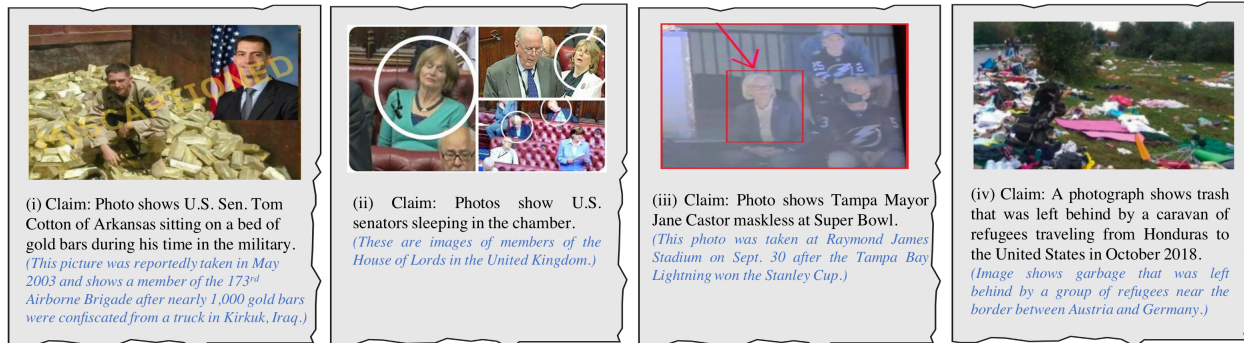 MISCAPTIONED
(i) Claim: Photo shows U.S. Sen. Tom
Cotton of Arkansas sitting on a bed of
gold bars during his time in the military.
(This picture was reportedly taken in May
2003 and shows a member of the 173rd
Airborne Brigade after nearly 1,000 gold bars
were confiscated from a truck in Kirkuk, Iraq.)
(ii) Claim: Photos show U.S.
senators sleeping in the chamber.
(These are images of members of the
House of Lords in the United Kingdom.)
(iii) Claim: Photo shows Tampa Mayor
Jane Castor maskless at Super Bowl.
(This photo was taken at Raymond James
Stadium on Sept. 30 after the Tampa Bay
Lightning won the Stanley Cup.)
(iv) Claim: A photograph shows trash
that was left behind by a caravan of
refugees traveling from Honduras to
the United States in October 2018.
(Image shows garbage that was left
behind by a group of refugees near the
border between Austria and Germany.)